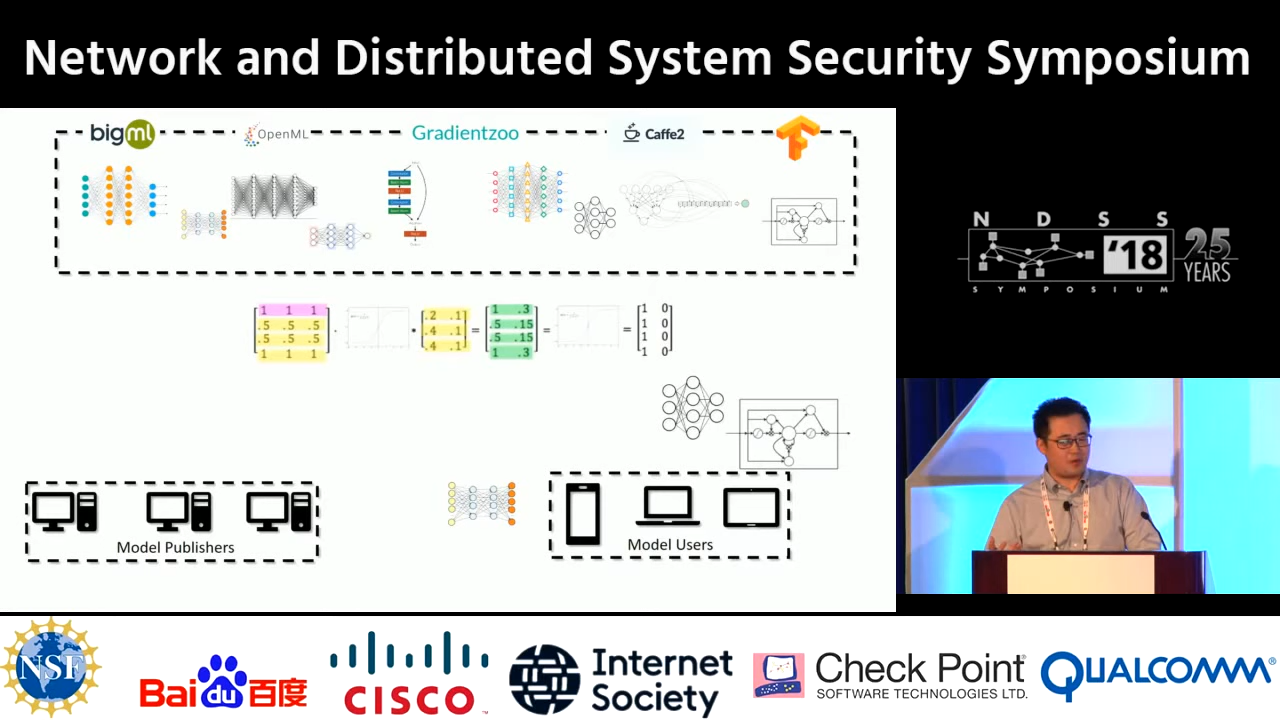 Network and Distributed System Security Symposium
bigml
OpenML
Gradientzoo
Caffe2
1 1 1
.5 .5 .5
.5 .5 .5
1 1 1
.
.2 .1
.4 .1
.4 .1
=
1 .3
.5 .15
.5 .15
1 .3
=
=
1 0
1 0
1 0
1 0
Model Publishers
Model Users
N D S S
'18
25
YEARS
SYMPOSIUM
NSF
Baidu百度
CISCO
Internet
Society
Check Point
SOFTWARE TECHNOLOGIES LTD.
QUALCOMM